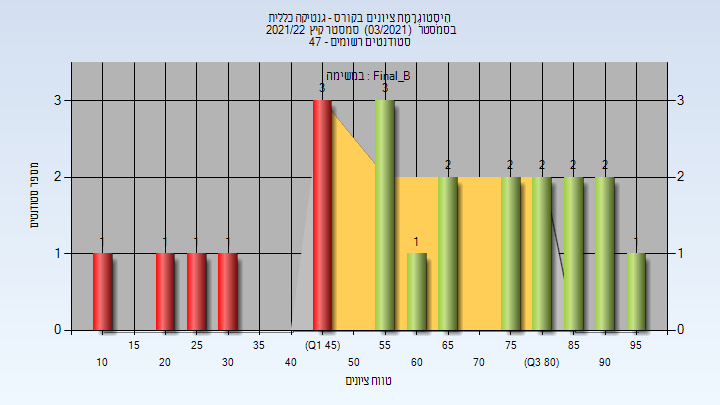 היסטוגרמת ציונים בקורס - גנטיקה כללית
בסמסטר (03/2021) סמסטר קיץ 2021/22
סטודנטים רשומים - 47
במשימה : Final_B
מספר סטודנטים
3 3
2 2
1 1
0 0
1 1 1 1 3 3 1 2 2 2 2 2 1
15 25 35 (Q1 45) 55 65 75 85 95
10 20 30 40 50 60 70 (Q3 80) 90
טווח ציונים